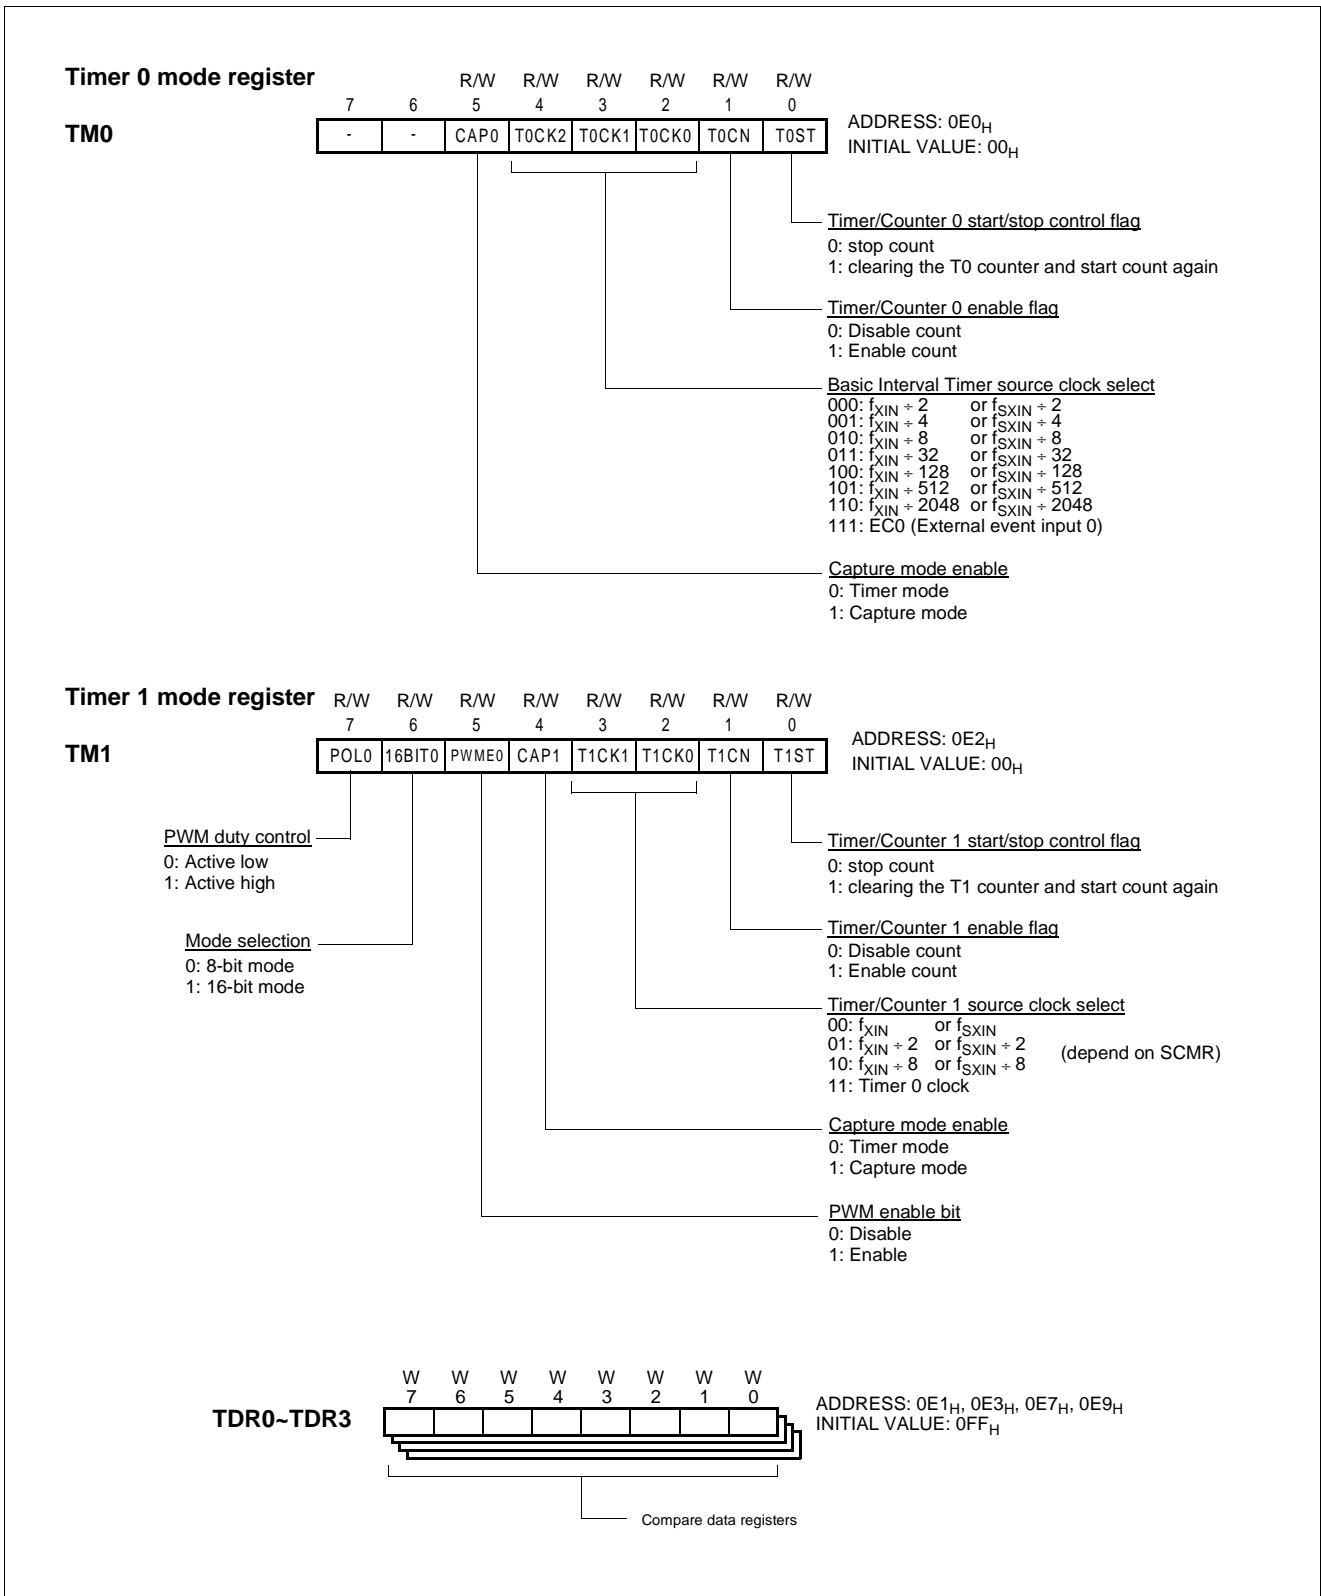 Timer 0 mode register
R/W R/W R/W R/W R/W R/W
7 6 5 4 3 2 1 0
TM0
- - CAP0 T0CK2 T0CK1 T0CK0 T0CN T0ST
ADDRESS: 0E0H
INITIAL VALUE: 00H
Timer/Counter 0 start/stop control flag
0: stop count
1: clearing the T0 counter and start count again
Timer/Counter 0 enable flag
0: Disable count
1: Enable count
Basic Interval Timer source clock select
000: fXIN ÷ 2 or fSXIN ÷ 2
001: fXIN ÷ 4 or fSXIN ÷ 4
010: fXIN ÷ 8 or fSXIN ÷ 8
011: fXIN ÷ 32 or fSXIN ÷ 32
100: fXIN ÷ 128 or fSXIN ÷ 128
101: fXIN ÷ 512 or fSXIN ÷ 512
110: fXIN ÷ 2048 or fSXIN ÷ 2048
111: EC0 (External event input 0)
Capture mode enable
0: Timer mode
1: Capture mode
Timer 1 mode register
R/W R/W R/W R/W R/W R/W R/W R/W
7 6 5 4 3 2 1 0
TM1
POL0 16BIT0 PWME0 CAP1 T1CK1 T1CK0 T1CN T1ST
ADDRESS: 0E2H
INITIAL VALUE: 00H
PWM duty control
0: Active low
1: Active high
Mode selection
0: 8-bit mode
1: 16-bit mode
Timer/Counter 1 start/stop control flag
0: stop count
1: clearing the T1 counter and start count again
Timer/Counter 1 enable flag
0: Disable count
1: Enable count
Timer/Counter 1 source clock select
00: fXIN or fSXIN
01: fXIN ÷ 2 or fSXIN ÷ 2
10: fXIN ÷ 8 or fSXIN ÷ 8
(depend on SCMR)
11: Timer 0 clock
Capture mode enable
0: Timer mode
1: Capture mode
PWM enable bit
0: Disable
1: Enable
W W W W W W W W
7 6 5 4 3 2 1 0
TDR0~TDR3
ADDRESS: 0E1H, 0E3H, 0E7H, 0E9H
INITIAL VALUE: 0FFH
Compare data registers